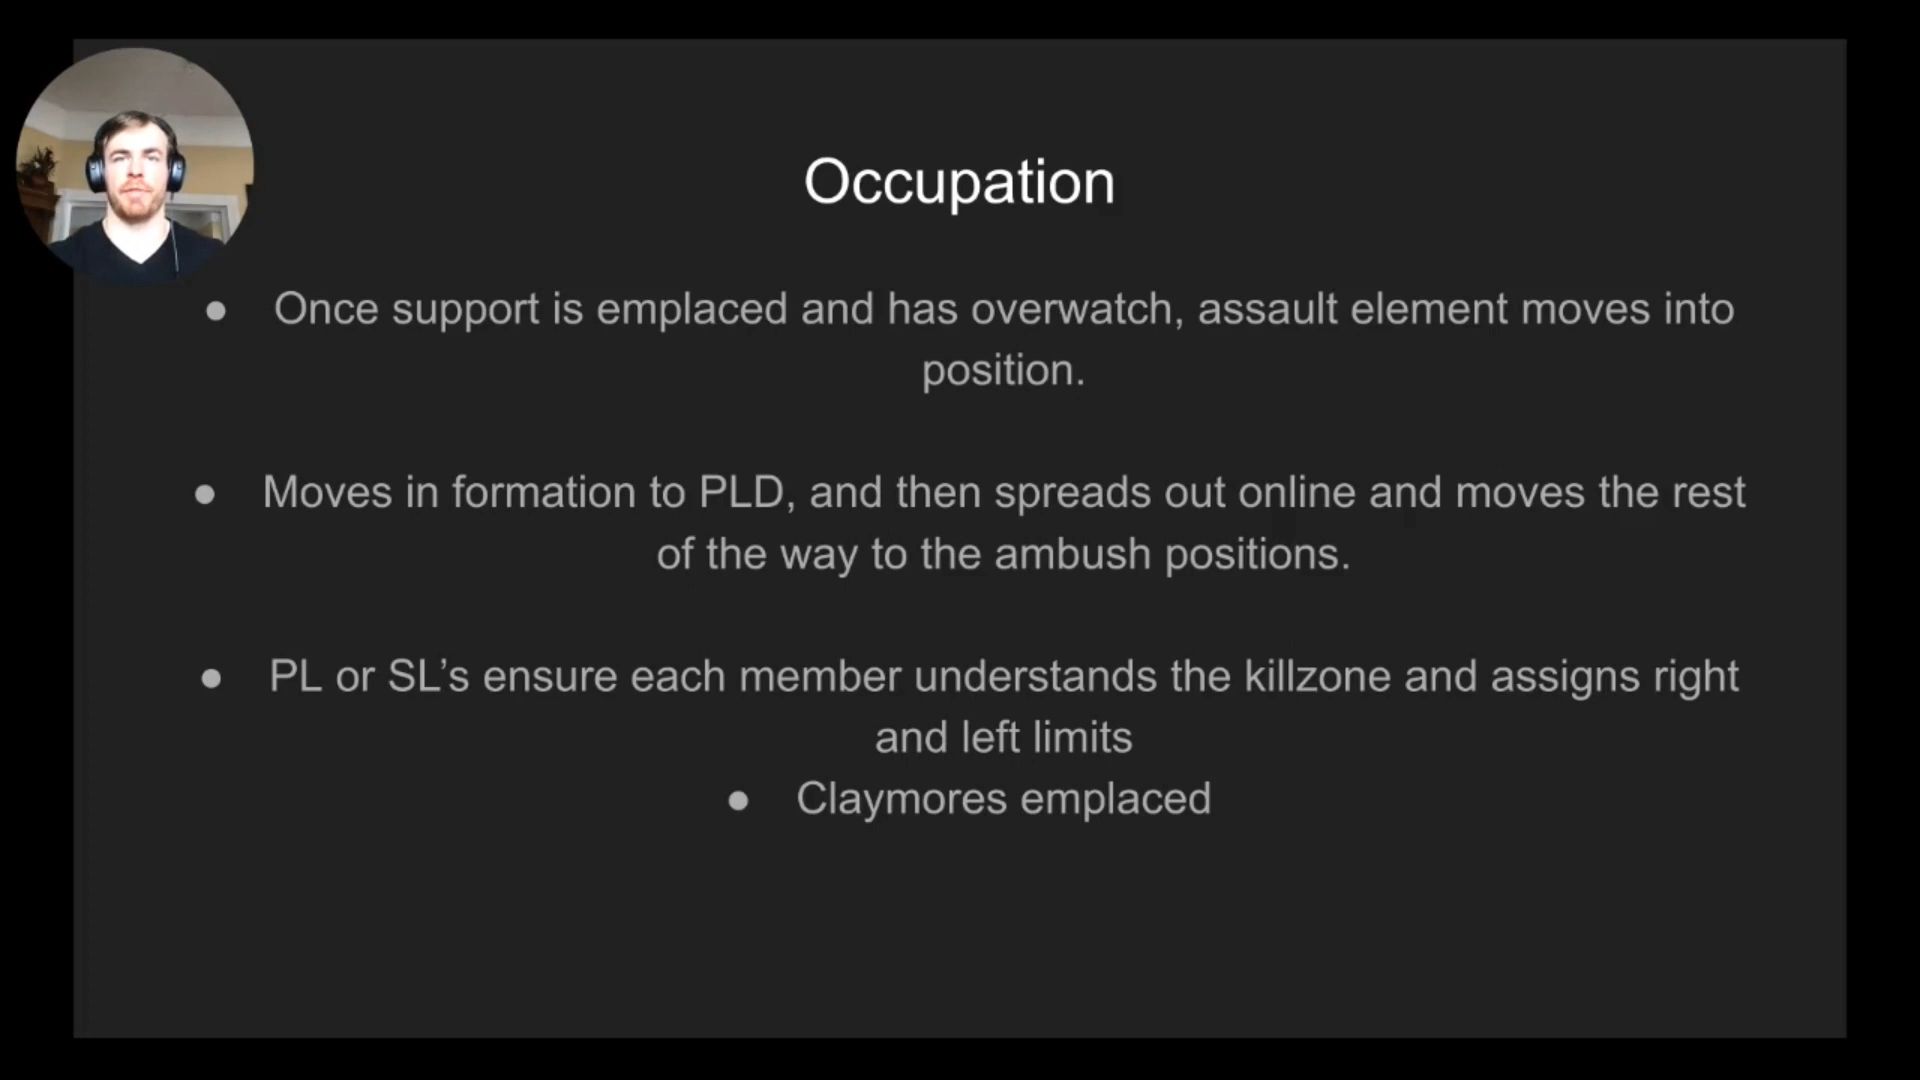 Occupation
● Once support is emplaced and has overwatch, assault element moves into
position.
● Moves in formation to PLD, and then spreads out online and moves the rest
of the way to the ambush positions.
● PL or SL’s ensure each member understands the killzone and assigns right
and left limits
● Claymores emplaced